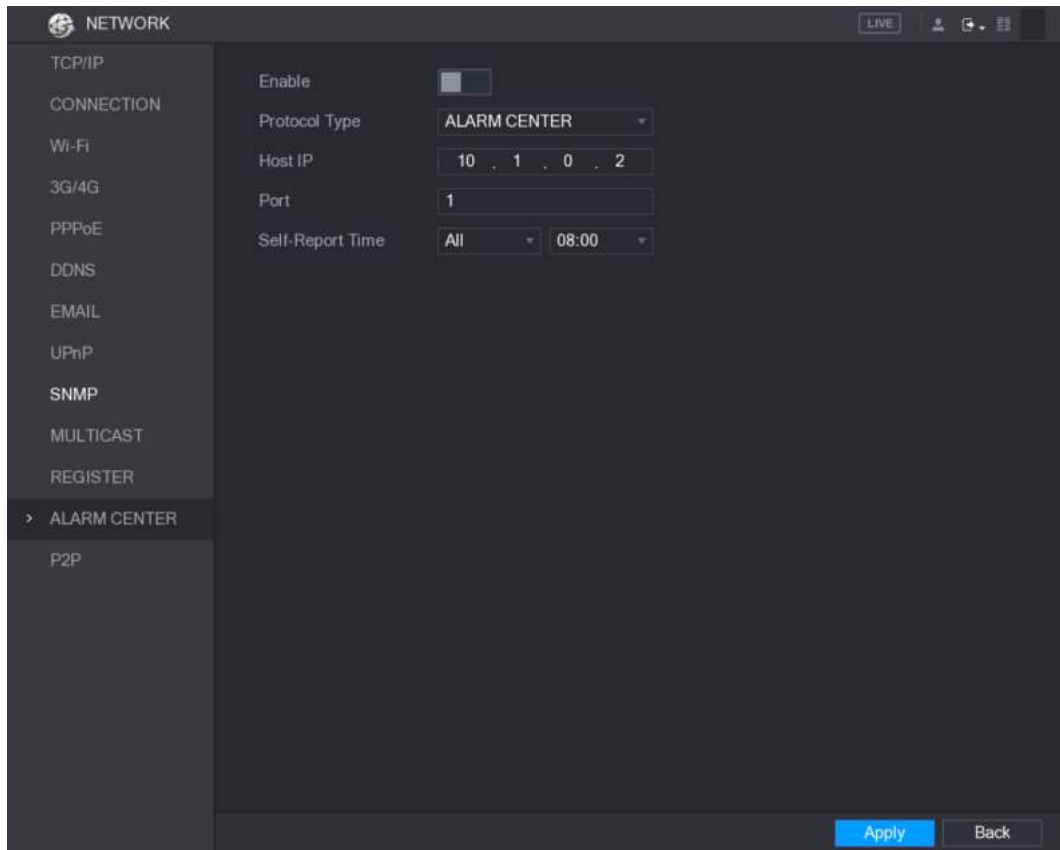 NETWORK
LIVE
TCP/IP
CONNECTION
Wi-Fi
3G/4G
PPPoE
DDNS
EMAIL
UPnP
SNMP
MULTICAST
REGISTER
> ALARM CENTER
P2P
Enable
Protocol Type ALARM CENTER
Host IP 10 . 1 . 0 . 2
Port 1
Self-Report Time All 08:00
Apply Back